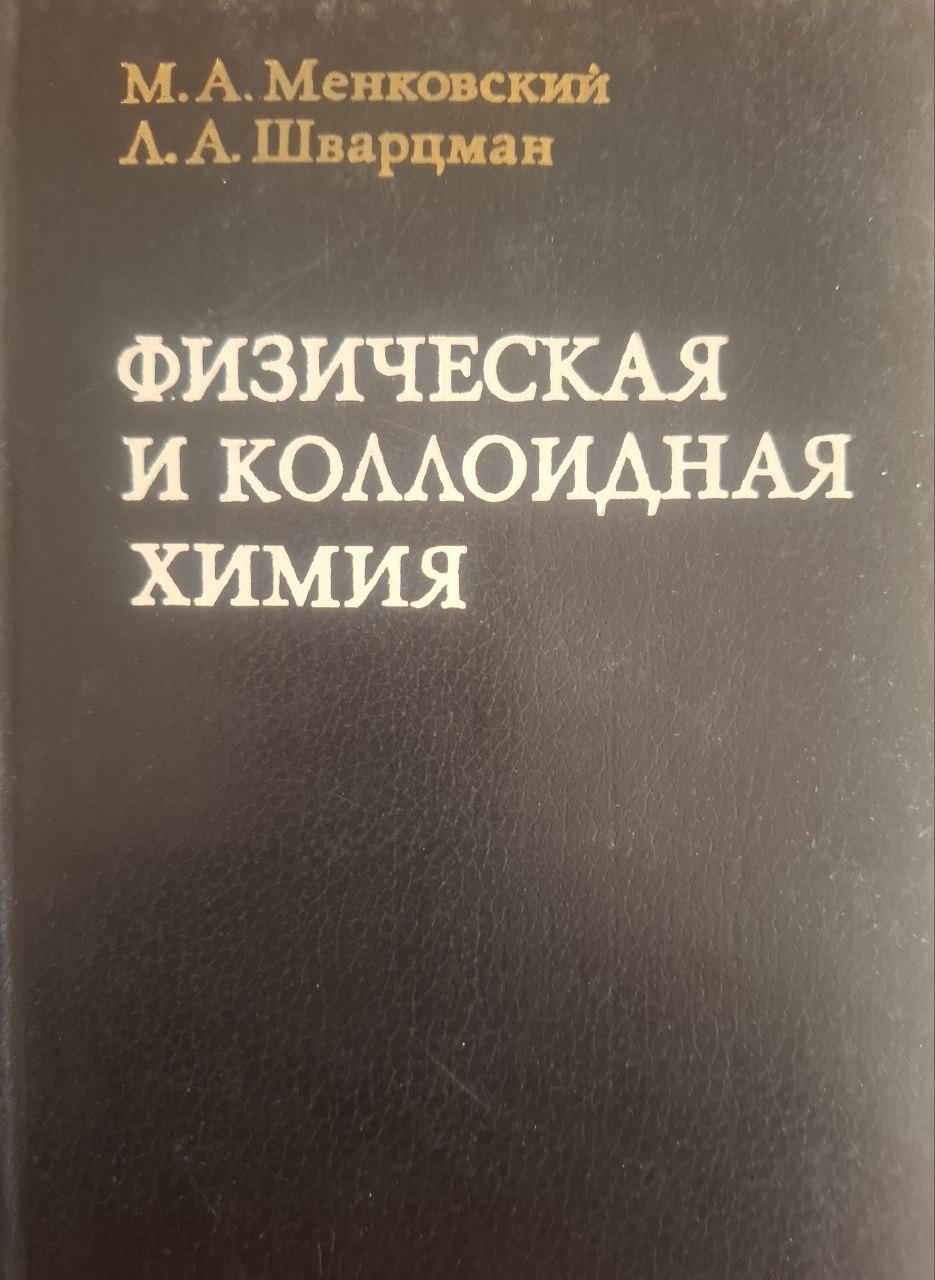 М. А. Менковский
Л. А. Шварцман
ФИЗИЧЕСКАЯ
И КОЛЛОИДНАЯ
ХИМИЯ